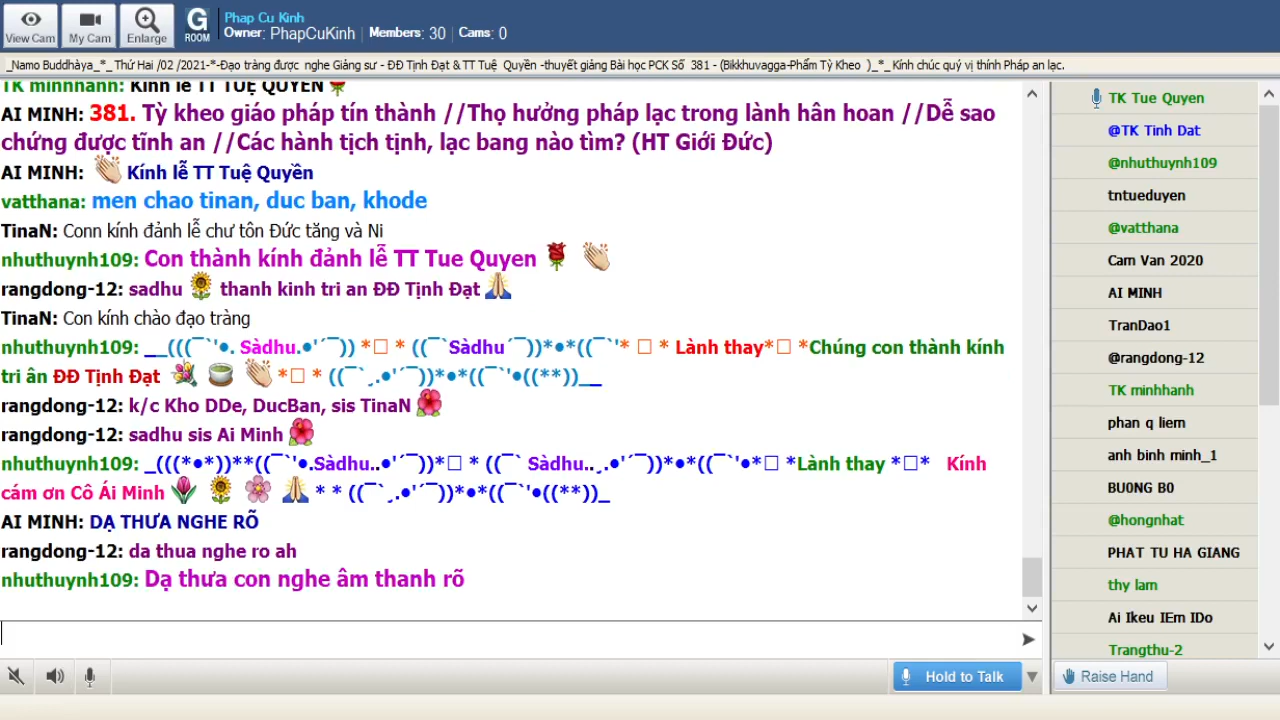 View Cam
My Cam
Enlarge
G
ROOM
Phap Cu Kinh
Owner: PhapCuKinh | Members: 30 | Cams: 0
_Namo Buddhàya_*_ Thứ Hai /02 /2021-*-Đạo tràng được nghe Giảng sư - ĐĐ Tịnh Đạt & TT Tuệ Quyền -thuyết giảng Bài học PCK Số 381 - (Bikkhuvagga-Phẩm Tỳ Kheo )_*_Kính chúc quý vị thính Pháp an lạc.
TK minhhanh: Kính lễ TT TUỆ QUYỀN
AI MINH: 381. Tỳ kheo giáo pháp tín thành //Thọ hưởng pháp lạc trong lành hân hoan //Dễ sao
chứng được tĩnh an //Các hành tịch tịnh, lạc bang nào tìm? (HT Giới Đức)
AI MINH: Kính lễ TT Tuệ Quyền
vatthana: men chao tinan, duc ban, khode
TinaN: Conn kính đảnh lễ chư tôn Đức tăng và Ni
nhuthuynh109: Con thành kính đảnh lễ TT Tue Quyen
rangdong-12: sadhu thanh kinh tri an ĐĐ Tịnh Đạt
TinaN: Con kính chào đạo tràng
nhuthuynh109: __(((¯`'•. Sàdhu.•'´¯)) *□ * ((¯`Sàdhu´¯))*•*((¯`'* □ * Lành thay*□ *Chúng con thành kính
tri ân ĐĐ Tịnh Đạt *□ * ((¯`¸.•'´¯))*•*((¯`'•((**))__
rangdong-12: k/c Kho DDe, DucBan, sis TinaN
rangdong-12: sadhu sis Ai Minh
nhuthuynh109: _(((*•*))**((¯`'•.Sàdhu..•'´¯))*□ * ((¯` Sàdhu..¸.•'´¯))*•*((¯`'•*□ *Lành thay *□* Kính
cám ơn Cô Ái Minh * * ((¯`¸.•'´¯))*•*((¯`'•((**))_
AI MINH: DẠ THƯA NGHE RÕ
rangdong-12: da thua nghe ro ah
nhuthuynh109: Dạ thưa con nghe âm thanh rõ
Hold to Talk
TK Tue Quyen
@TK Tinh Dat
@nhuthuynh109
tntueduyen
@vatthana
Cam Van 2020
AI MINH
TranDao1
@rangdong-12
TK minhhanh
phan q liem
anh binh minh_1
BU0NG B0
@hongnhat
PHAT TU HA GIANG
thy lam
Ai Ikeu IEm IDo
Trangthu-2
Raise Hand